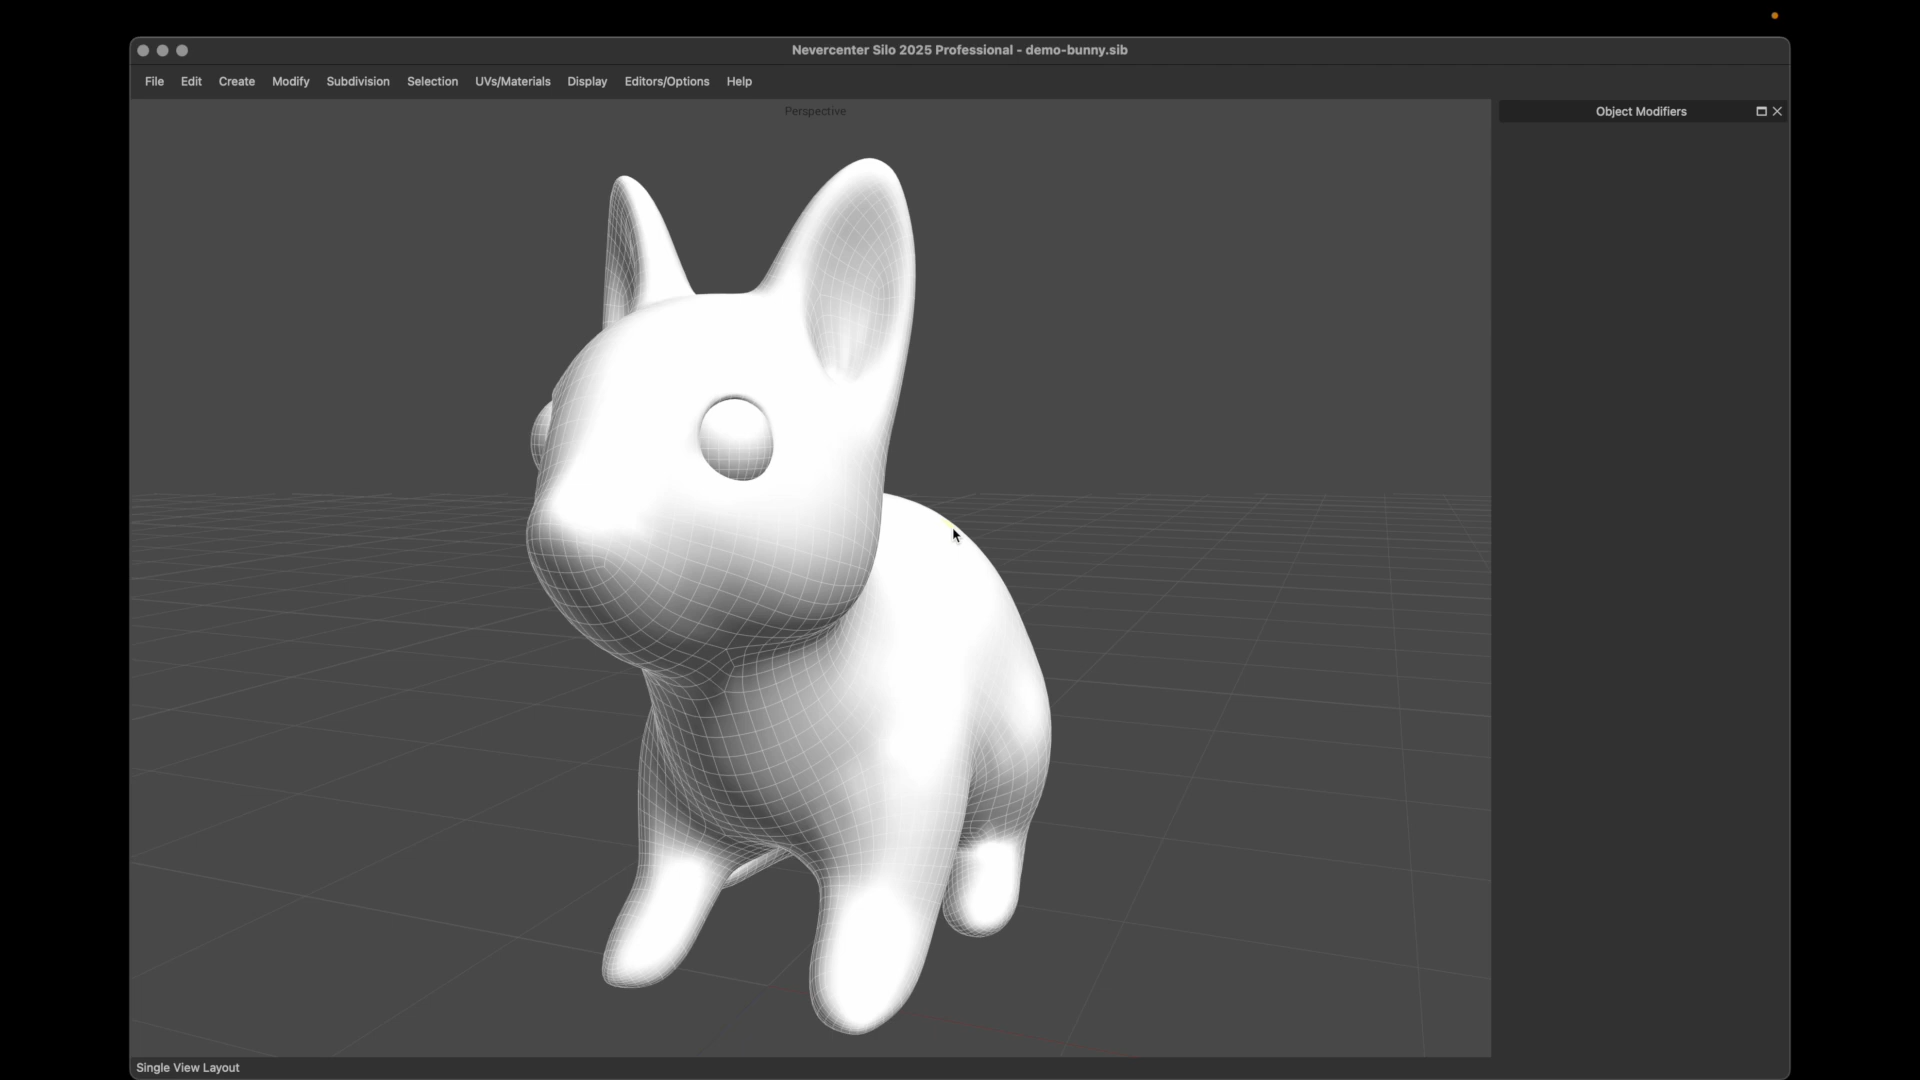 Nevercenter Silo 2025 Professional - demo-bunny.sib
File Edit Create Modify Subdivision Selection UVs/Materials Display Editors/Options Help
Perspective
Object Modifiers
Single View Layout